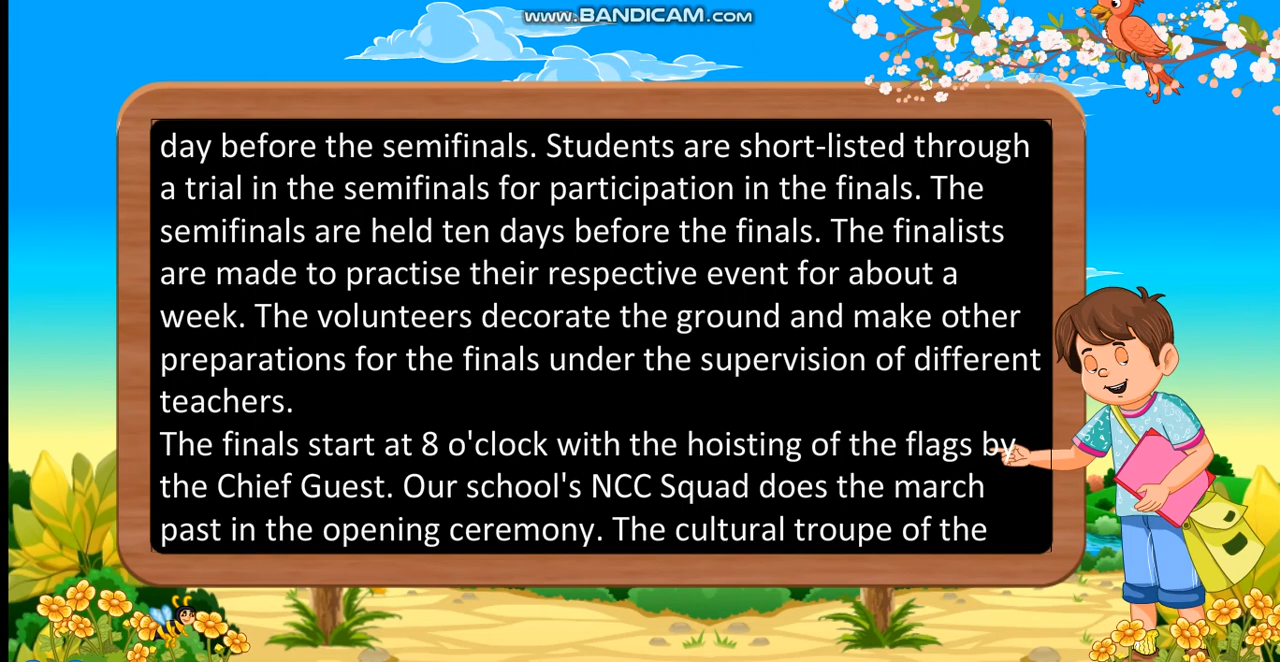 www.BANDICAM.com
day before the semifinals. Students are short-listed through
a trial in the semifinals for participation in the finals. The
semifinals are held ten days before the finals. The finalists
are made to practise their respective event for about a
week. The volunteers decorate the ground and make other
preparations for the finals under the supervision of different
teachers.
The finals start at 8 o'clock with the hoisting of the flags by
the Chief Guest. Our school's NCC Squad does the march
past in the opening ceremony. The cultural troupe of the